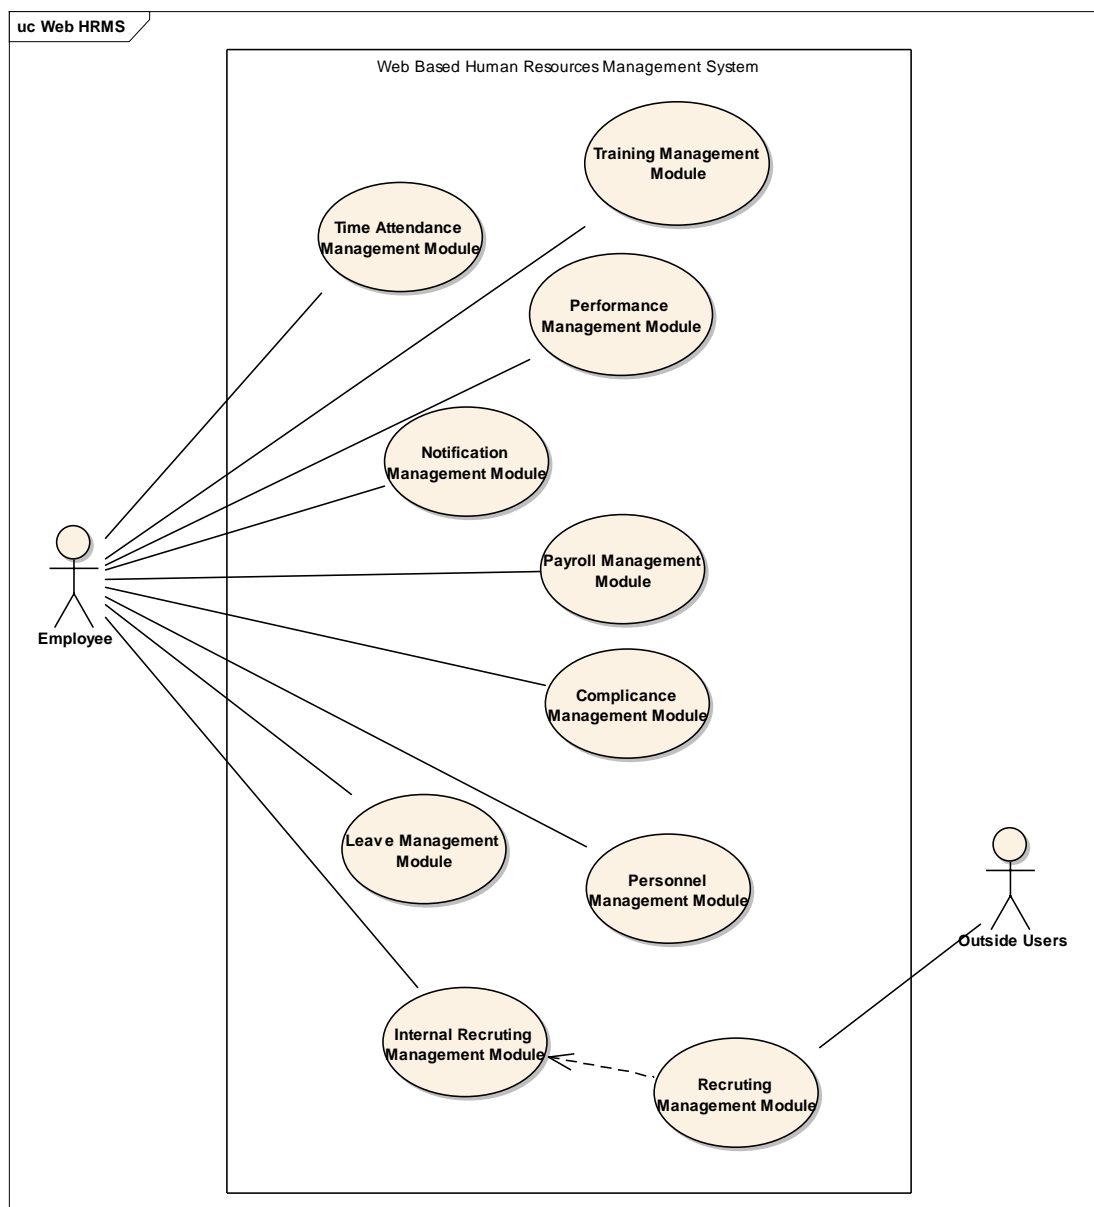 uc Web HRMS
Web Based Human Resources Management System
Training Management
Module
Time Attendance
Management Module
Performance
Management Module
Notification
Management Module
Payroll Management
Module
Employee
Complicance
Management Module
Leave Management
Module
Personnel
Management Module
Outside Users
Internal Recruting
Management Module
Recruting
Management Module